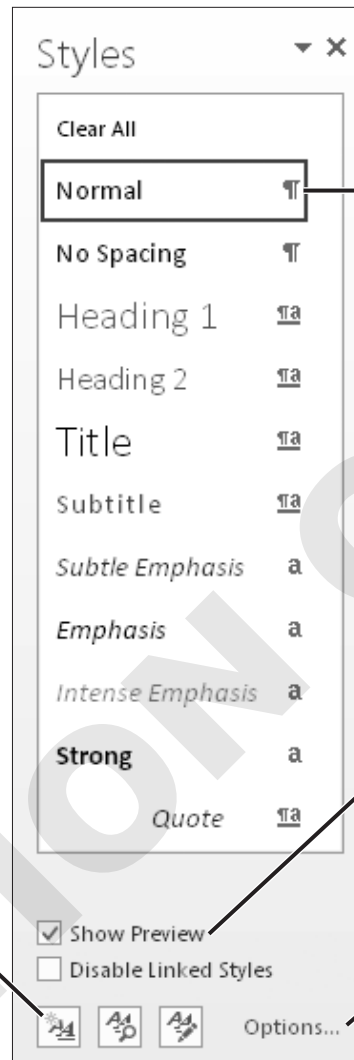 Styles
Clear All
Normal ¶
No Spacing ¶
Heading 1 ¶a
Heading 2 ¶a
Title ¶a
Subtitle ¶a
Subtle Emphasis a
Emphasis a
Intense Emphasis a
Strong a
Quote ¶a
Show Preview
Disable Linked Styles
Options...